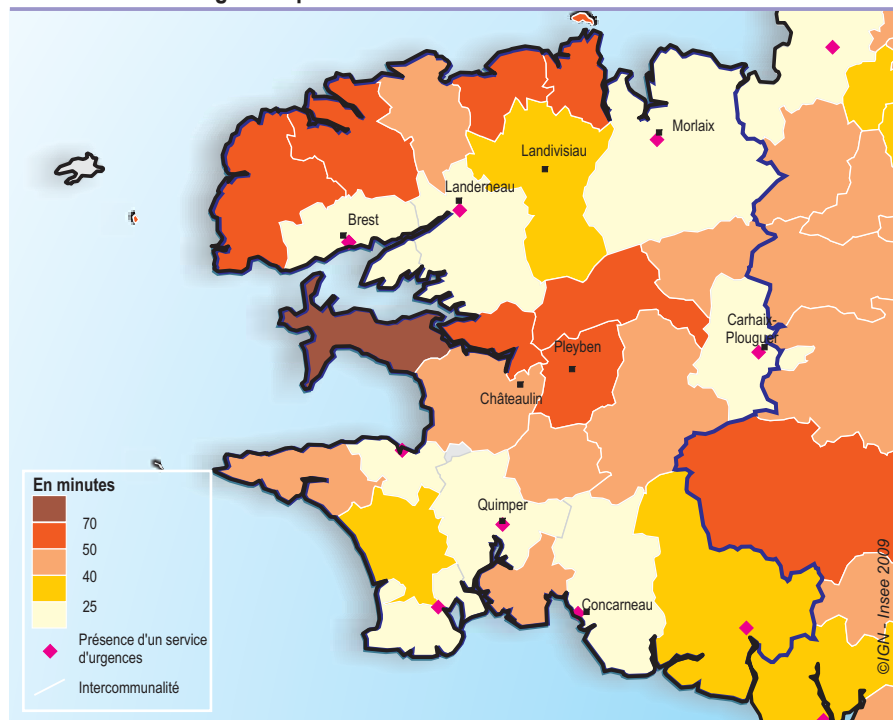 Morlaix
Landivisiau
Landerneau
Brest
Carhaix-
Plouguer
Pleyben
Châteaulin
Quimper
Concarneau
En minutes
70
50
40
25
Présence d'un service
d'urgences
Intercommunalité
©IGN - Insee 2009